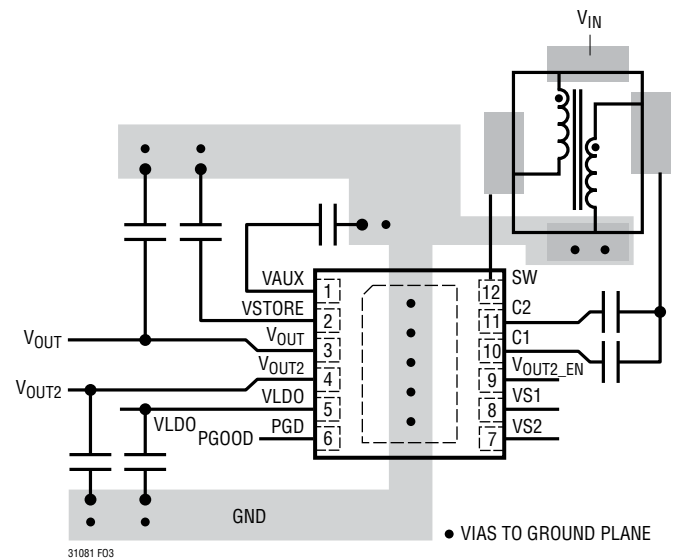 VIN
VAUX
1
12
SW
VSTORE
2
11
C2
VOUT
VOUT
3
10
C1
VOUT2
VOUT2
4
9
VOUT2_EN
VLDO
VLDO
5
8
VS1
PGOOD
PGD
6
7
VS2
GND
VIAS TO GROUND PLANE
31081 F03